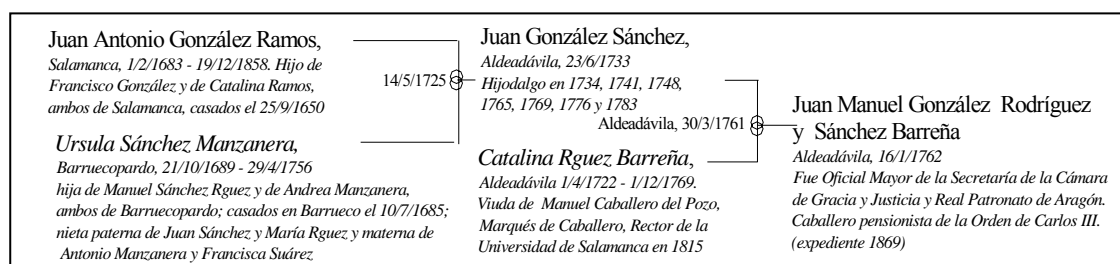 Juan Antonio González Ramos,
Salamanca, 1/2/1683 - 19/12/1858. Hijo de
Francisco González y de Catalina Ramos,
ambos de Salamanca, casados el 25/9/1650
14/5/1725
Ursula Sánchez Manzanera,
Barruecopardo, 21/10/1689 - 29/4/1756
hija de Manuel Sánchez Rguez y de Andrea Manzanera,
ambos de Barruecopardo; casados en Barrueco el 10/7/1685;
nieta paterna de Juan Sánchez y María Rguez y materna de
Antonio Manzanera y Francisca Suárez
Juan González Sánchez,
Aldeadávila, 23/6/1733
Hijodalgo en 1734, 1741, 1748,
1765, 1769, 1776 y 1783
Aldeadávila, 30/3/1761
Catalina Rguez Barreña,
Aldeadávila 1/4/1722 - 1/12/1769.
Viuda de Manuel Caballero del Pozo,
Marqués de Caballero, Rector de la
Universidad de Salamanca en 1815
Juan Manuel González Rodríguez
y Sánchez Barreña
Aldeadávila, 16/1/1762
Fue Oficial Mayor de la Secretaría de la Cámara
de Gracia y Justicia y Real Patronato de Aragón.
Caballero pensionista de la Orden de Carlos III.
(expediente 1869)